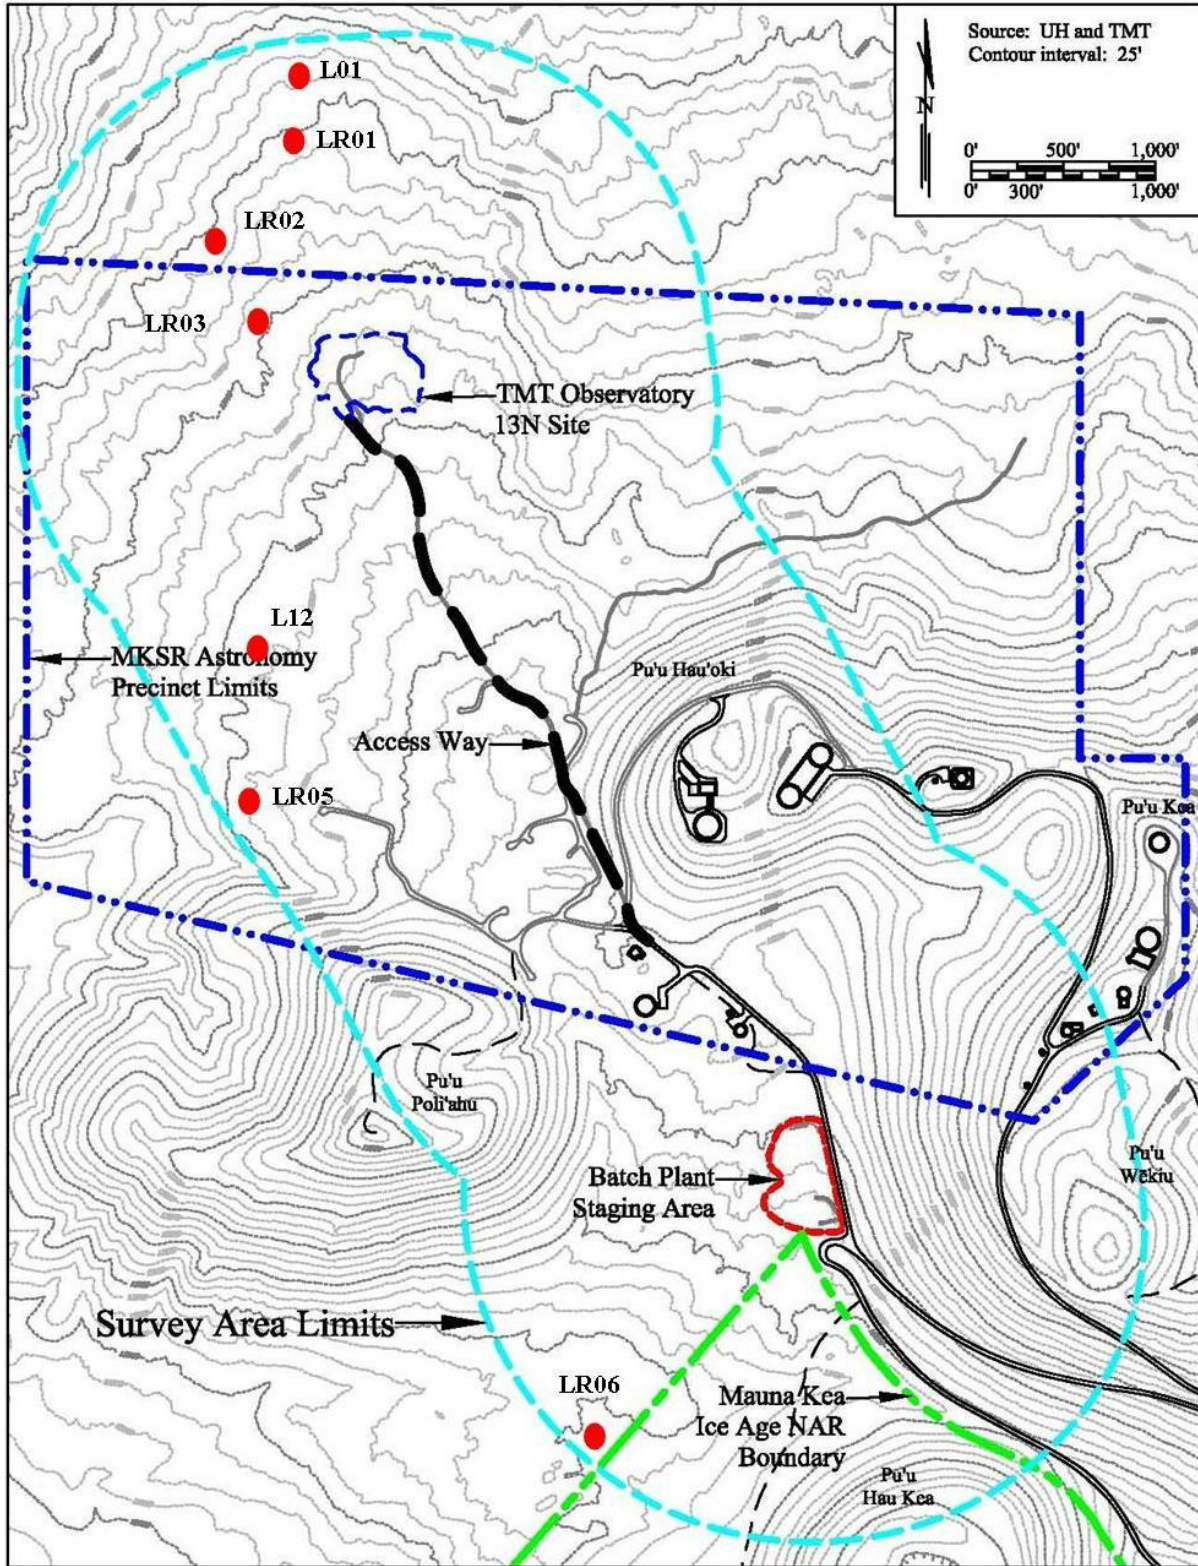 Source: UH and TMT
Contour interval: 25'
N
0' 500' 1,000'
0' 300' 1,000'
L01
LR01
LR02
LR03
TMT Observatory
13N Site
L12
MKSR Astronomy
Precinct Limits
Pu'u Hau'oki
Access Way
LR05
Pu'u Kea
Pu'u
Poli'ahu
Batch Plant
Staging Area
Pu'u
Wēkiu
Survey Area Limits
LR06
Mauna Kea
Ice Age NAR
Boundary
Pu'u
Hau Kea